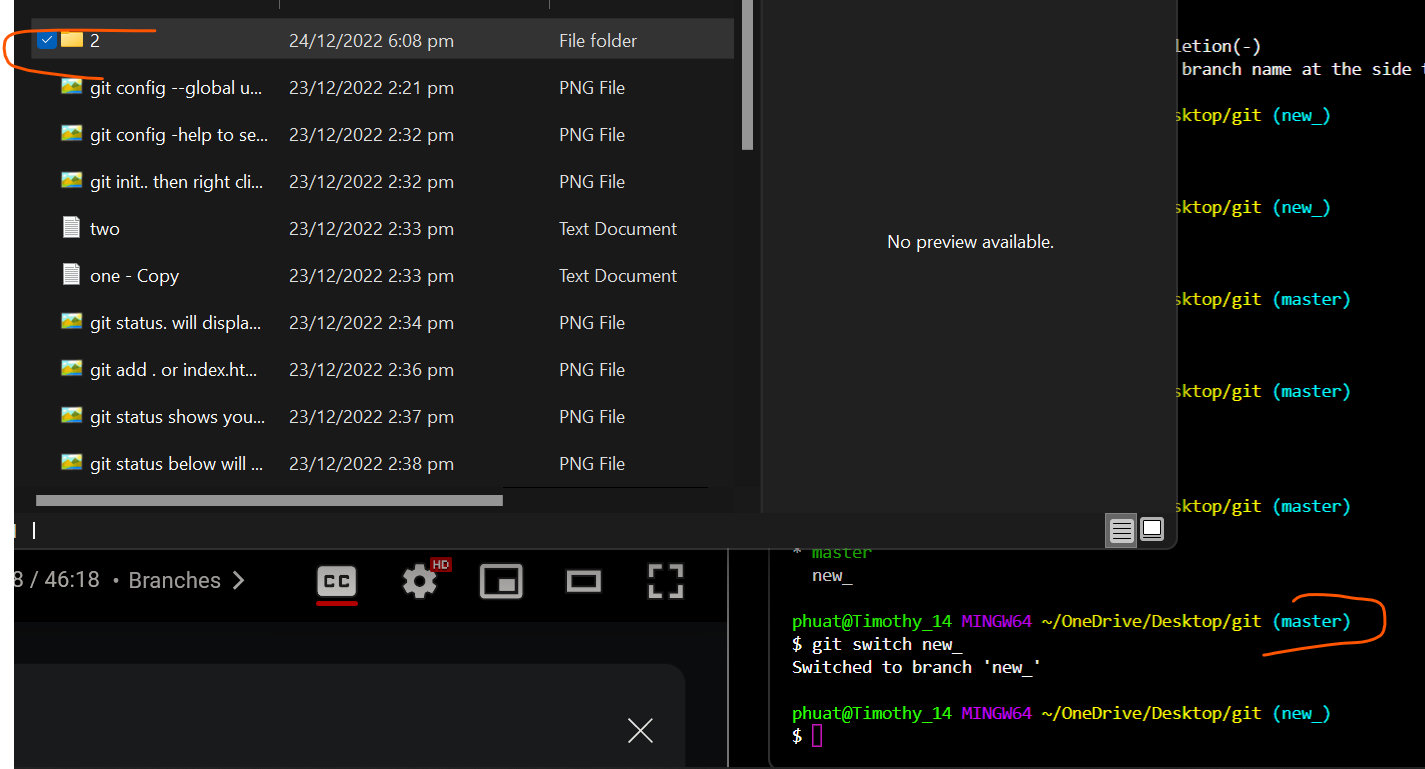 2 24/12/2022 6:08 pm File folder
git config --global u... 23/12/2022 2:21 pm PNG File
git config -help to se... 23/12/2022 2:32 pm PNG File
git init.. then right cli... 23/12/2022 2:32 pm PNG File
two 23/12/2022 2:33 pm Text Document
one - Copy 23/12/2022 2:33 pm Text Document
git status. will displa... 23/12/2022 2:34 pm PNG File
git add . or index.ht... 23/12/2022 2:36 pm PNG File
git status shows you... 23/12/2022 2:37 pm PNG File
git status below will ... 23/12/2022 2:38 pm PNG File
No preview available.
8 / 46:18 • Branches
CC
HD
letion(-)
branch name at the side
sktop/git (new_)
sktop/git (new_)
sktop/git (master)
sktop/git (master)
sktop/git (master)
* master
new_
phuat@Timothy_14 MINGW64 ~/OneDrive/Desktop/git (master)
$ git switch new_
Switched to branch 'new_'
phuat@Timothy_14 MINGW64 ~/OneDrive/Desktop/git (new_)
$